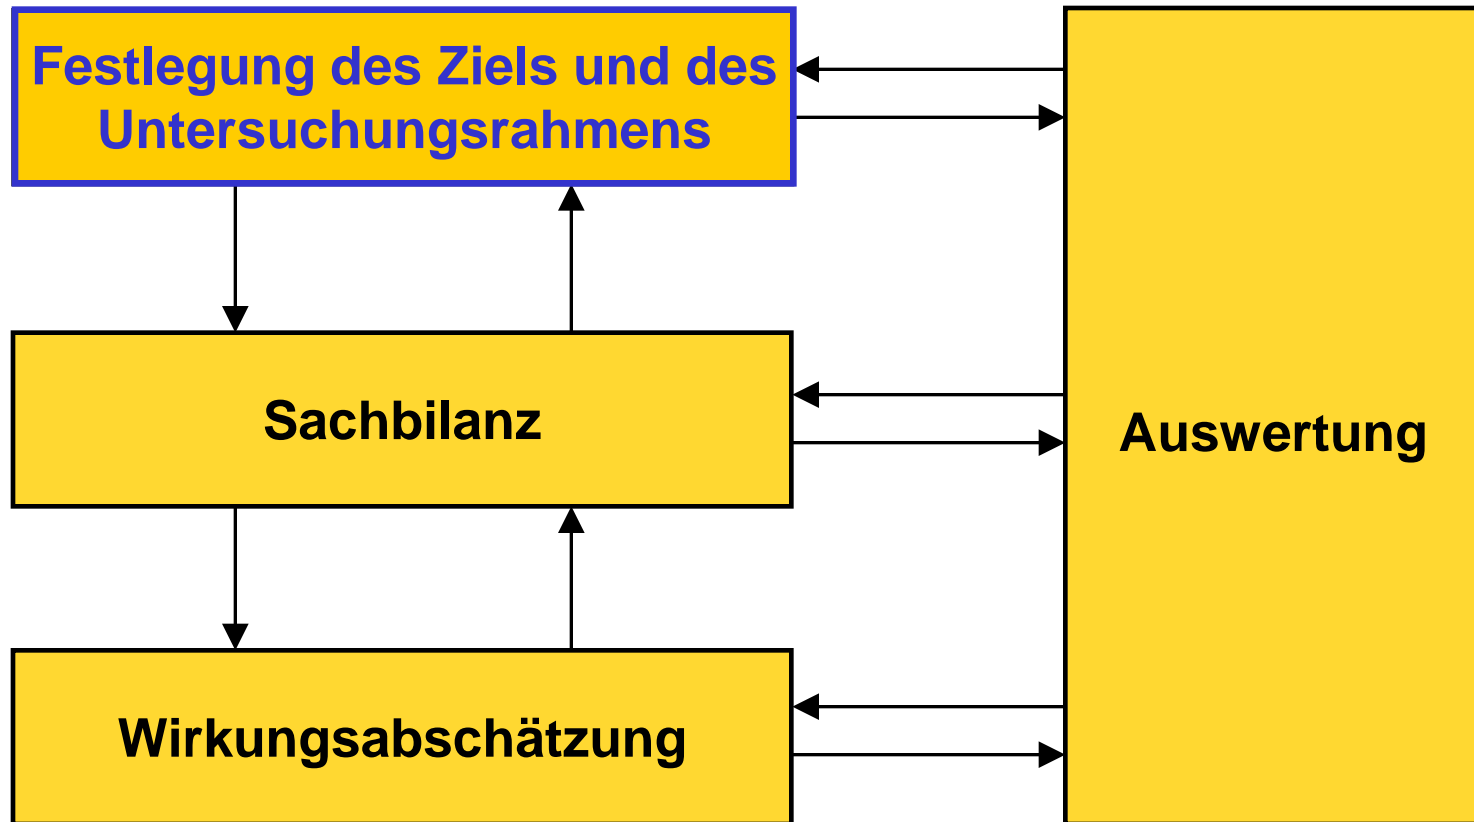 Festlegung des Ziels und des
Untersuchungsrahmens
Sachbilanz
Auswertung
Wirkungsabschätzung